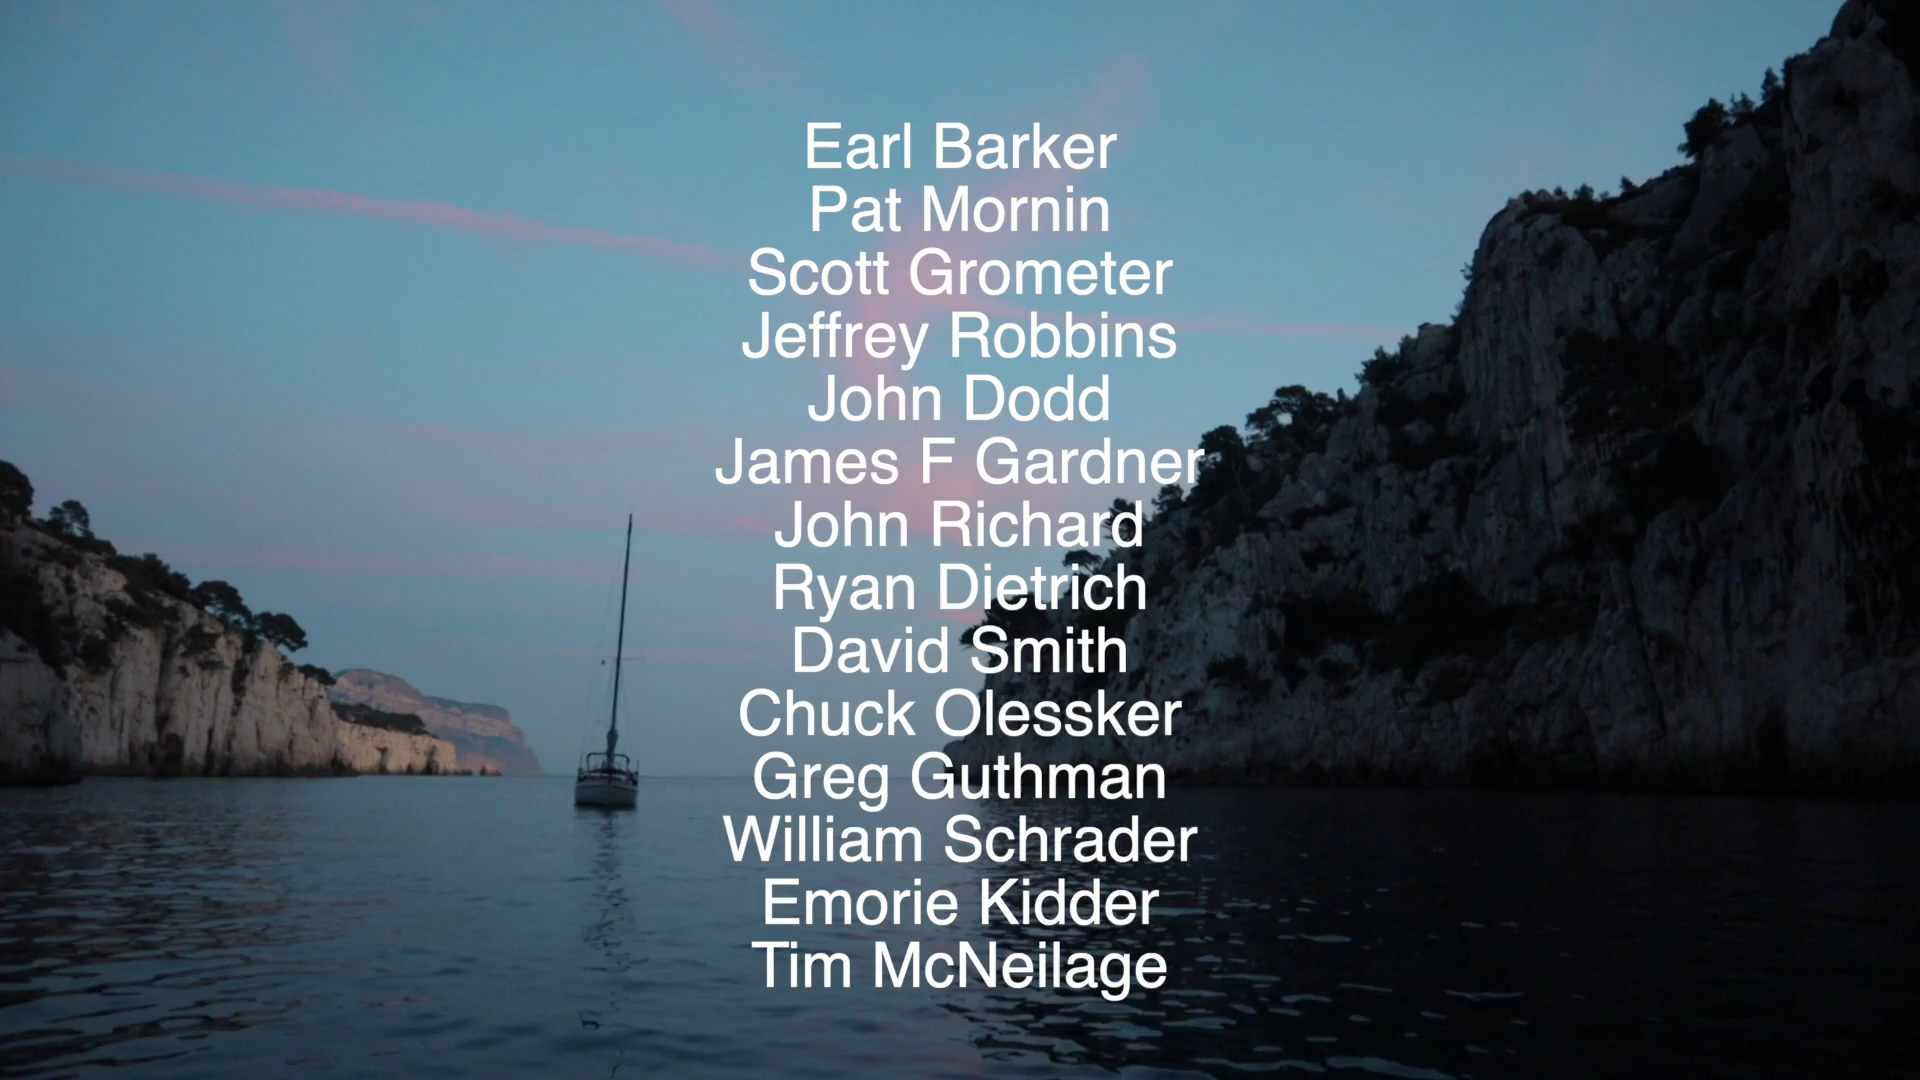 Earl Barker
Pat Mornin
Scott Grometer
Jeffrey Robbins
John Dodd
James F Gardner
John Richard
Ryan Dietrich
David Smith
Chuck Olessker
Greg Guthman
William Schrader
Emorie Kidder
Tim McNeilage